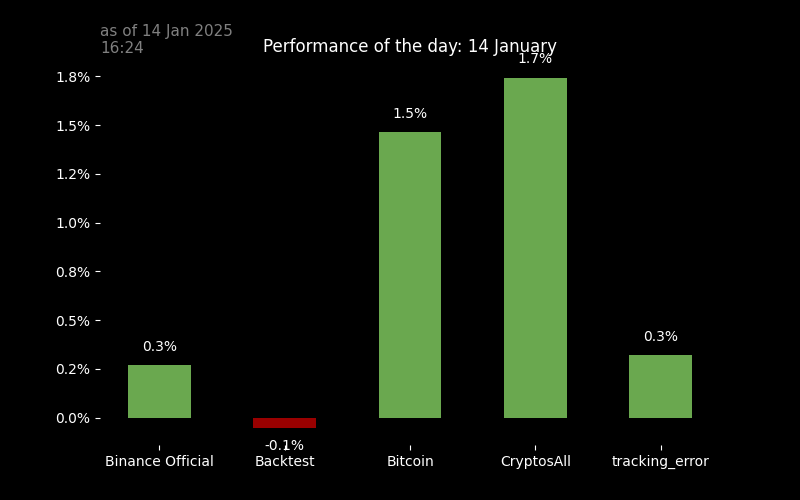 as of 14 Jan 2025
16:24
Performance of the day: 14 January
1.8%
1.5%
1.2%
1.0%
0.8%
0.5%
0.2%
0.0%
0.3%
-0.1%
1.5%
1.7%
0.3%
Binance Official
Backtest
Bitcoin
CryptosAll
tracking_error